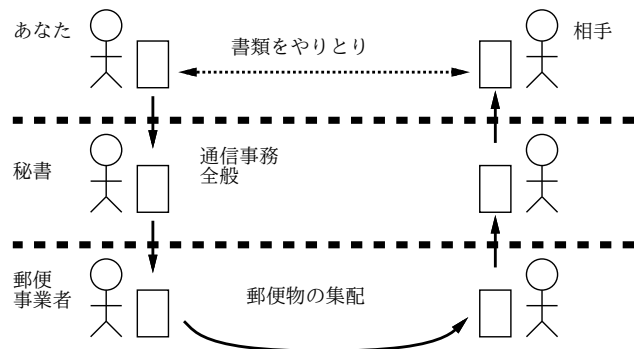 あなた
書類をやりとり
相手
秘書
通信事務
全般
郵便
事業者
郵便物の集配